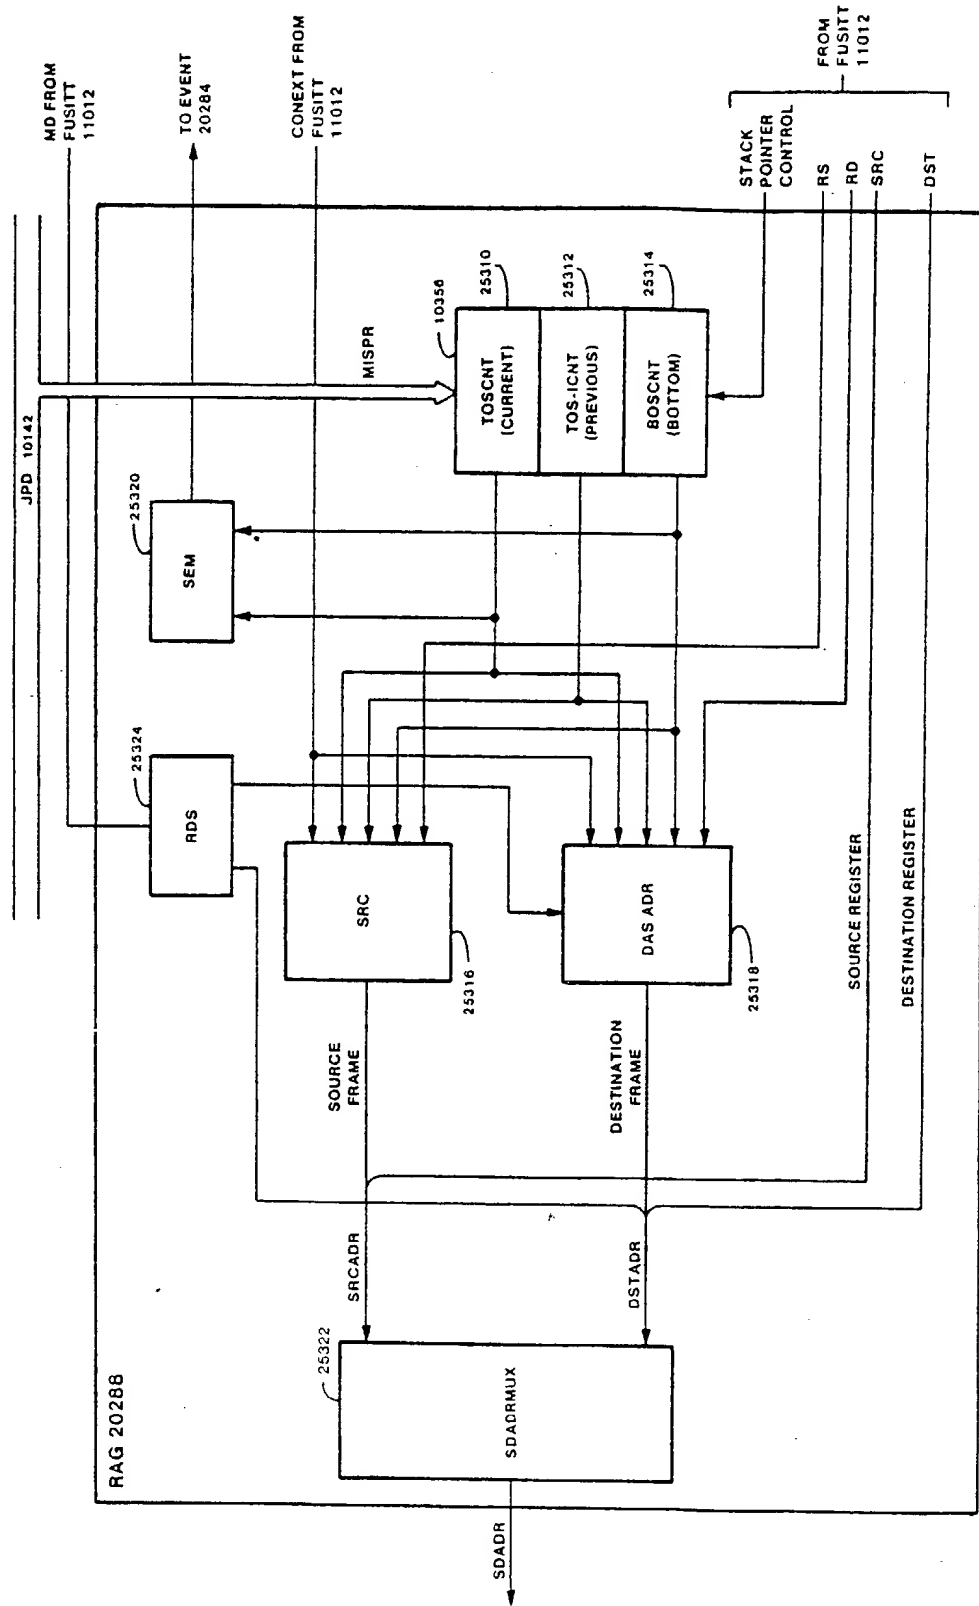 RAG 20288
JPD 10142
MD FROM
FUSITT
11012
TO EVENT
20284
CONEXT FROM
FUSITT
11012
25324
RDS
25320
SEM
MISPR
10356
TOSCNT
(CURRENT)
25310
TOS-ICNT
(PREVIOUS)
25312
BOSCNT
(BOTTOM)
25314
SDADR
25322
SDADRMUX
SRCADR
DSTADR
SOURCE
FRAME
DESTINATION
FRAME
SRC
25316
DAS ADR
25318
STACK
POINTER
CONTROL
RS
RD
SRC
DST
FROM
FUSITT
11012
SOURCE REGISTER
DESTINATION REGISTER